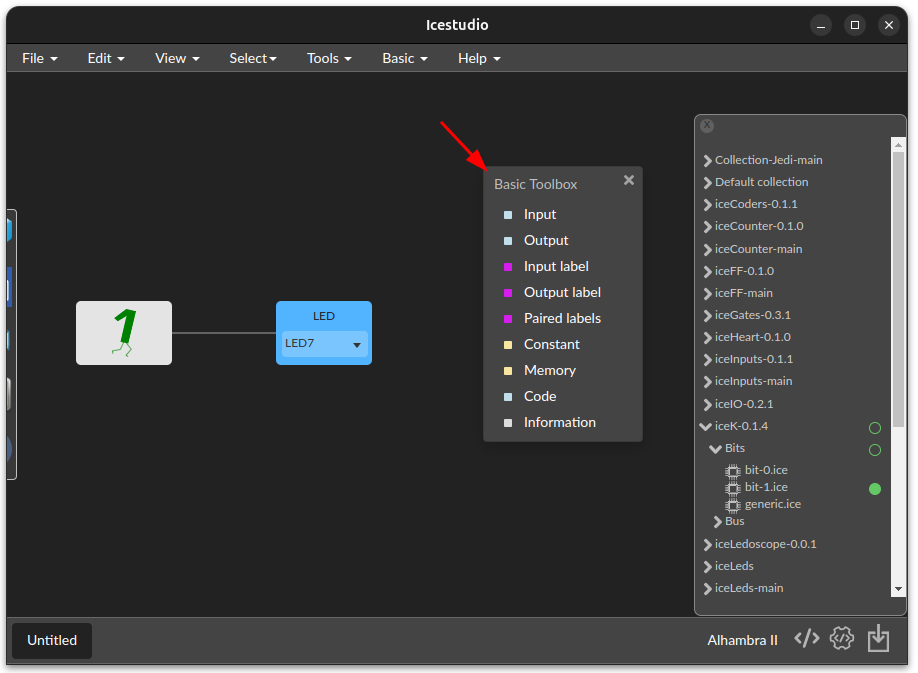 Icestudio
File Edit View Select Tools Basic Help
X
Collection-Jedi-main
Default collection
iceCoders-0.1.1
iceCounter-0.1.0
iceCounter-main
iceFF-0.1.0
iceFF-main
iceGates-0.3.1
iceHeart-0.1.0
iceInputs-0.1.1
iceInputs-main
iceIO-0.2.1
iceK-0.1.4
Bits
bit-0.ice
bit-1.ice
generic.ice
Bus
iceLedoscope-0.0.1
iceLeds
iceLeds-main
Basic Toolbox
Input
Output
Input label
Output label
Paired labels
Constant
Memory
Code
Information
1
LED
LED7
Untitled
Alhambra II